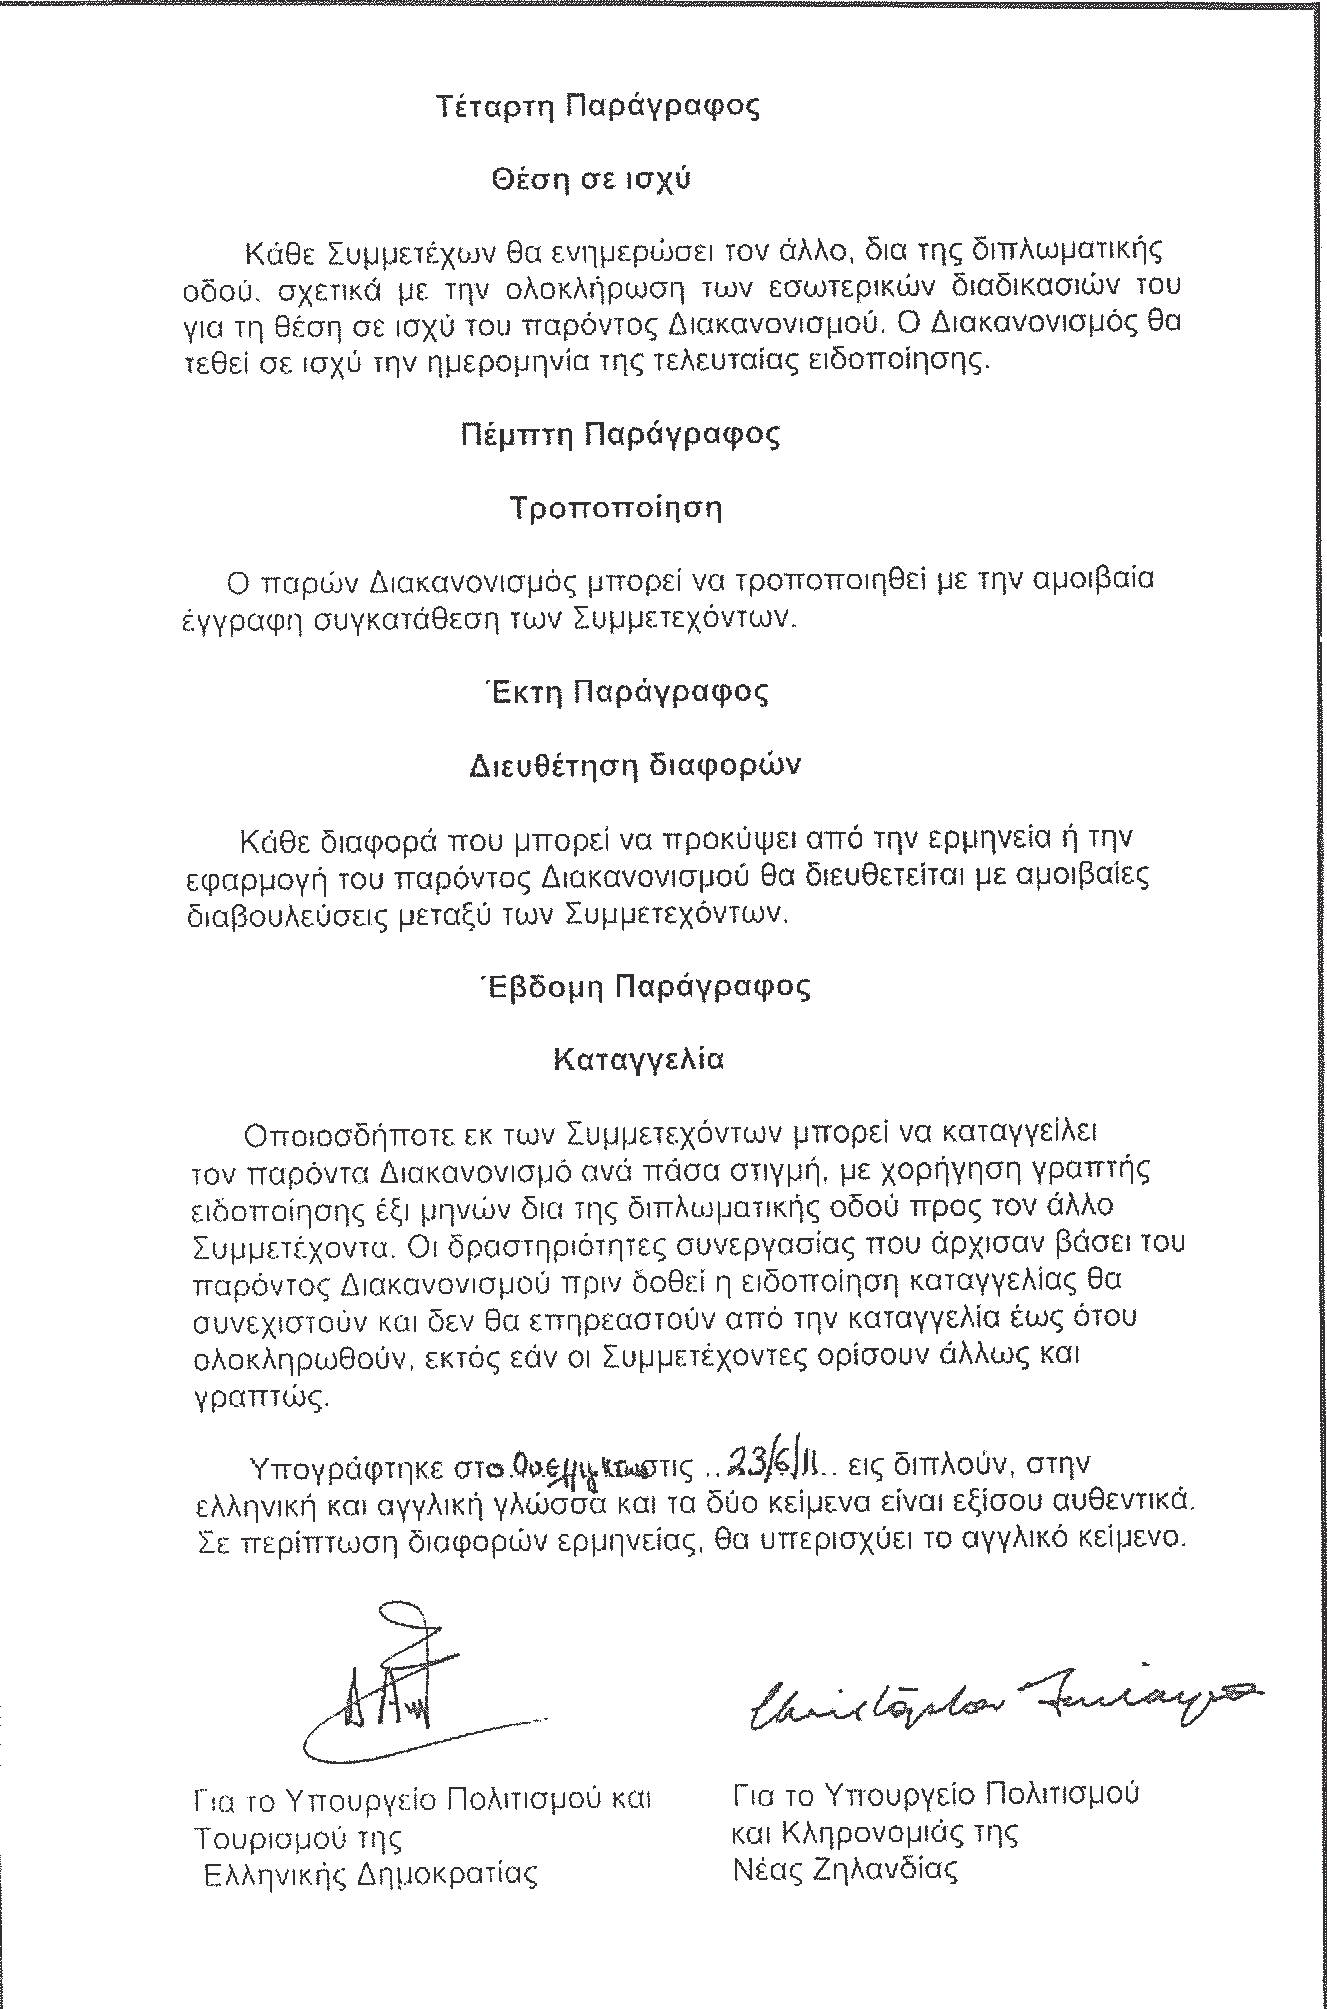 Τέταρτη Παράγραφος
Θέση σε ισχύ
Κάθε Συμμετέχων θα ενημερώσει τον άλλο, δια της διπλωματικής
οδού, σχετικά με την ολοκλήρωση των εσωτερικών διαδικασιών του
για τη θέση σε ισχύ του παρόντος Διακανονισμού. Ο Διακανονισμός θα
τεθεί σε ισχύ την ημερομηνία της τελευταίας ειδοποίησης.
Πέμπτη Παράγραφος
Τροποποίηση
Ο παρών Διακανονισμός μπορεί να τροποποιηθεί με την αμοιβαία
έγγραφη συγκατάθεση των Συμμετεχόντων.
Έκτη Παράγραφος
Διευθέτηση διαφορών
Κάθε διαφορά που μπορεί να προκύψει από την ερμηνεία ή την
εφαρμογή του παρόντος Διακανονισμού θα διευθετείται με αμοιβαίες
διαβουλεύσεις μεταξύ των Συμμετεχόντων.
Έβδομη Παράγραφος
Καταγγελία
Οποιοσδήποτε εκ των Συμμετεχόντων μπορεί να καταγγείλει
τον παρόντα Διακανονισμό ανά πάσα στιγμή, με χορήγηση γραπτής
ειδοποίησης έξι μηνών δια της διπλωματικής οδού προς τον άλλο
Συμμετέχοντα. Οι δραστηριότητες συνεργασίας που άρχισαν βάσει του
παρόντος Διακανονισμού πριν δοθεί η ειδοποίηση καταγγελίας θα
συνεχιστούν και δεν θα επηρεαστούν από την καταγγελία έως ότου
ολοκληρωθούν, εκτός εάν οι Συμμετέχοντες ορίσουν άλλως και
γραπτώς.
Υπογράφτηκε στο στις ..23/6/11.. εις διπλούν, στην
ελληνική και αγγλική γλώσσα και τα δύο κείμενα είναι εξίσου αυθεντικά.
Σε περίπτωση διαφορών ερμηνείας, θα υπερισχύει το αγγλικό κείμενο.
Για το Υπουργείο Πολιτισμού και
Τουρισμού της
Ελληνικής Δημοκρατίας
Για το Υπουργείο Πολιτισμού
και Κληρονομιάς της
Νέας Ζηλανδίας